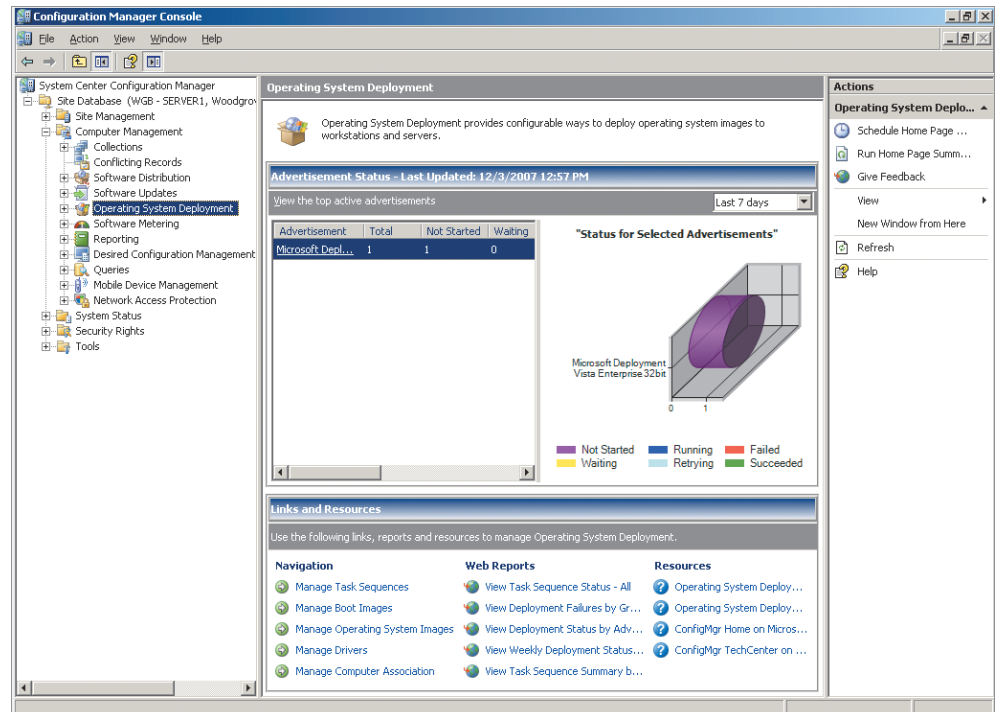 Configuration Manager Console
File Action View Window Help
System Center Configuration Manager
Site Database (WGB - SERVER1, Woodgrov
Site Management
Computer Management
Collections
Conflicting Records
Software Distribution
Software Updates
Operating System Deployment
Software Metering
Reporting
Desired Configuration Management
Queries
Mobile Device Management
Network Access Protection
System Status
Security Rights
Tools
Operating System Deployment
Operating System Deployment provides configurable ways to deploy operating system images to
workstations and servers.
Advertisement Status - Last Updated: 12/3/2007 12:57 PM
View the top active advertisements
Last 7 days
Advertisement Total Not Started Waiting
Microsoft Depl... 1 1 0
"Status for Selected Advertisements"
Microsoft Deployment
Vista Enterprise 32bit
0 1
Not Started Running Failed
Waiting Retrying Succeeded
Links and Resources
Use the following links, reports and resources to manage Operating System Deployment.
Navigation
Manage Task Sequences
Manage Boot Images
Manage Operating System Images
Manage Drivers
Manage Computer Association
Web Reports
View Task Sequence Status - All
View Deployment Failures by Gr...
View Deployment Status by Adv...
View Weekly Deployment Status...
View Task Sequence Summary b...
Resources
Operating System Deploy...
Operating System Deploy...
ConfigMgr Home on Micros...
ConfigMgr TechCenter on ...
Actions
Operating System Deplo...
Schedule Home Page ...
Run Home Page Summ...
Give Feedback
View
New Window from Here
Refresh
Help